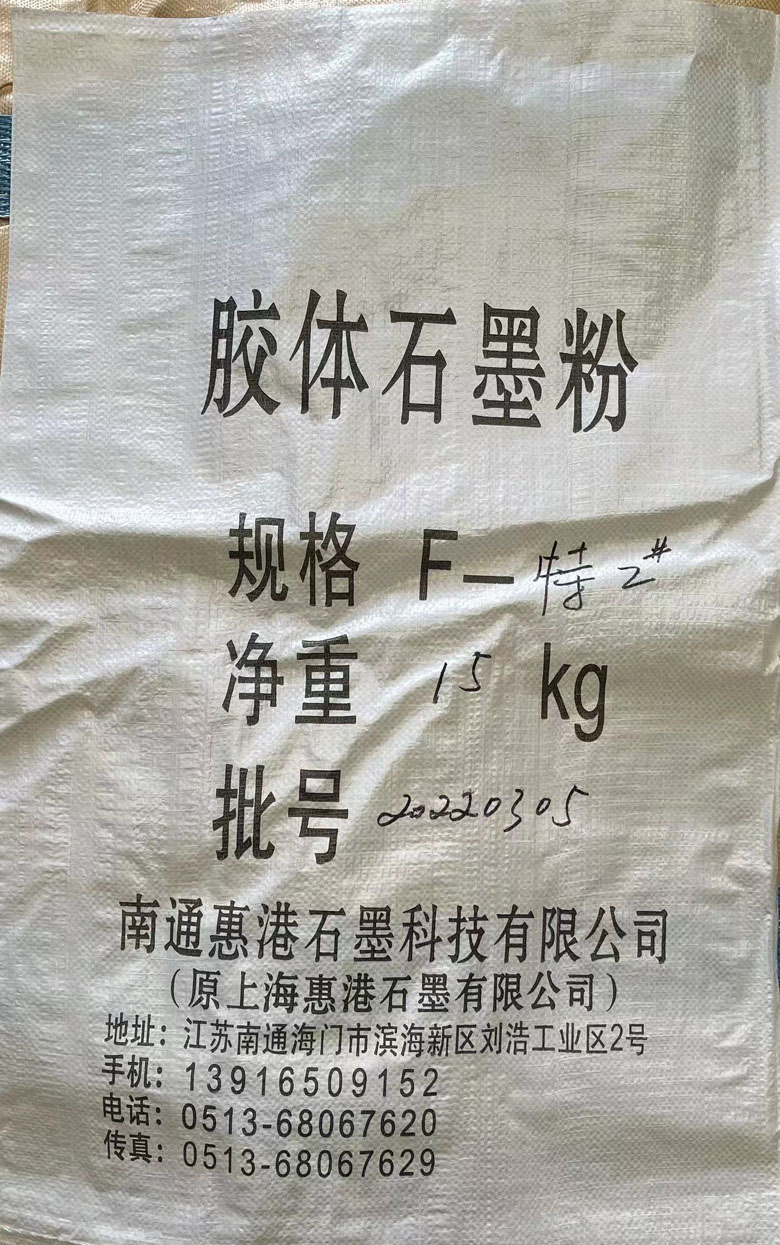 胶体石墨粉
规格 F—特2#
净重 15 kg
批号 20220305
南通惠港石墨科技有限公司
(原上海惠港石墨有限公司)
地址：江苏南通海门市滨海新区刘浩工业区2号
手机：13916509152
电话：0513-68067620
传真：0513-68067629